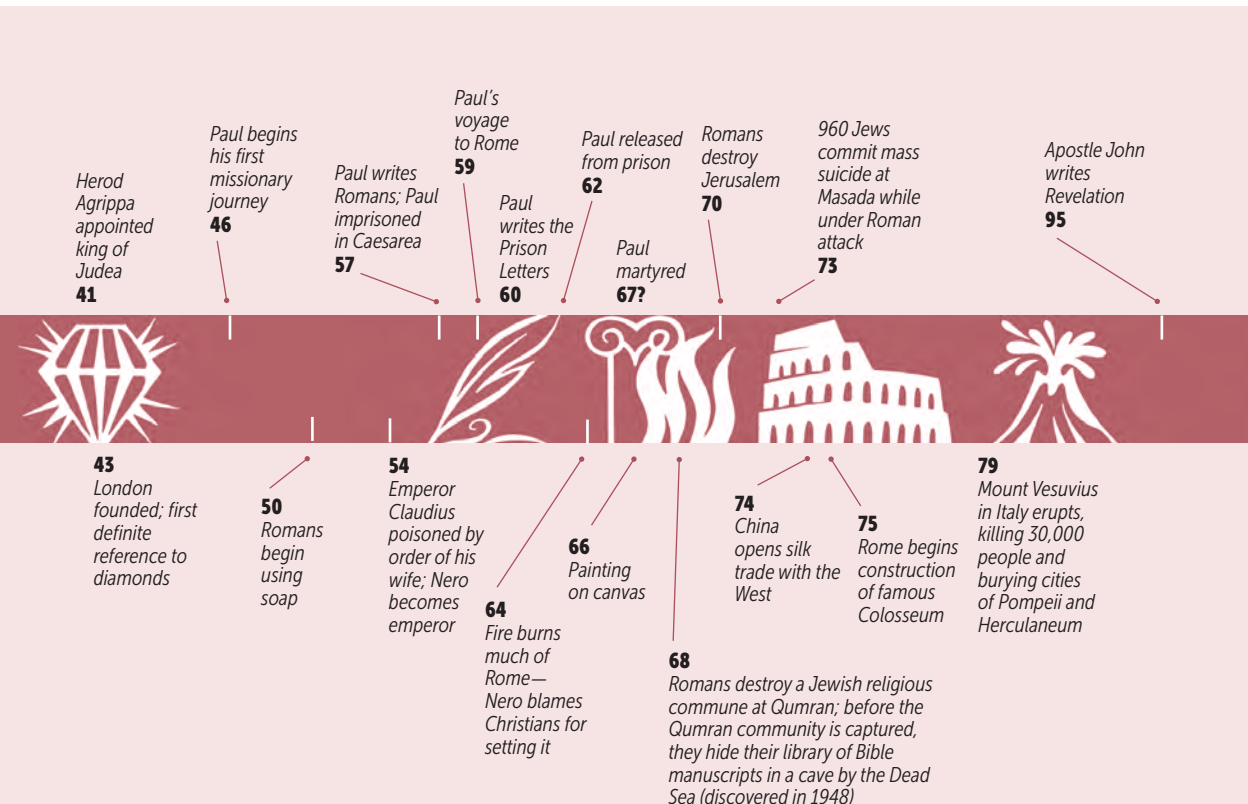 Herod
Agrippa
appointed
king of
Judea
41
Paul begins
his first
missionary
journey
46
Paul writes
Romans; Paul
imprisoned
in Caesarea
57
Paul's
voyage
to Rome
59
Paul
writes the
Prison
Letters
60
Paul released
from prison
62
Paul
martyred
67?
Romans
destroy
Jerusalem
70
960 Jews
commit mass
suicide at
Masada while
under Roman
attack
73
Apostle John
writes
Revelation
95
43
London
founded; first
definite
reference to
diamonds
50
Romans
begin
using
soap
54
Emperor
Claudius
poisoned by
order of his
wife; Nero
becomes
emperor
64
Fire burns
much of
Rome—
Nero blames
Christians for
setting it
66
Painting
on canvas
68
Romans destroy a Jewish religious
commune at Qumran; before the
Qumran community is captured,
they hide their library of Bible
manuscripts in a cave by the Dead
Sea (discovered in 1948)
74
China
opens silk
trade with the
West
75
Rome begins
construction
of famous
Colosseum
79
Mount Vesuvius
in Italy erupts,
killing 30,000
people and
burying cities
of Pompeii and
Herculaneum